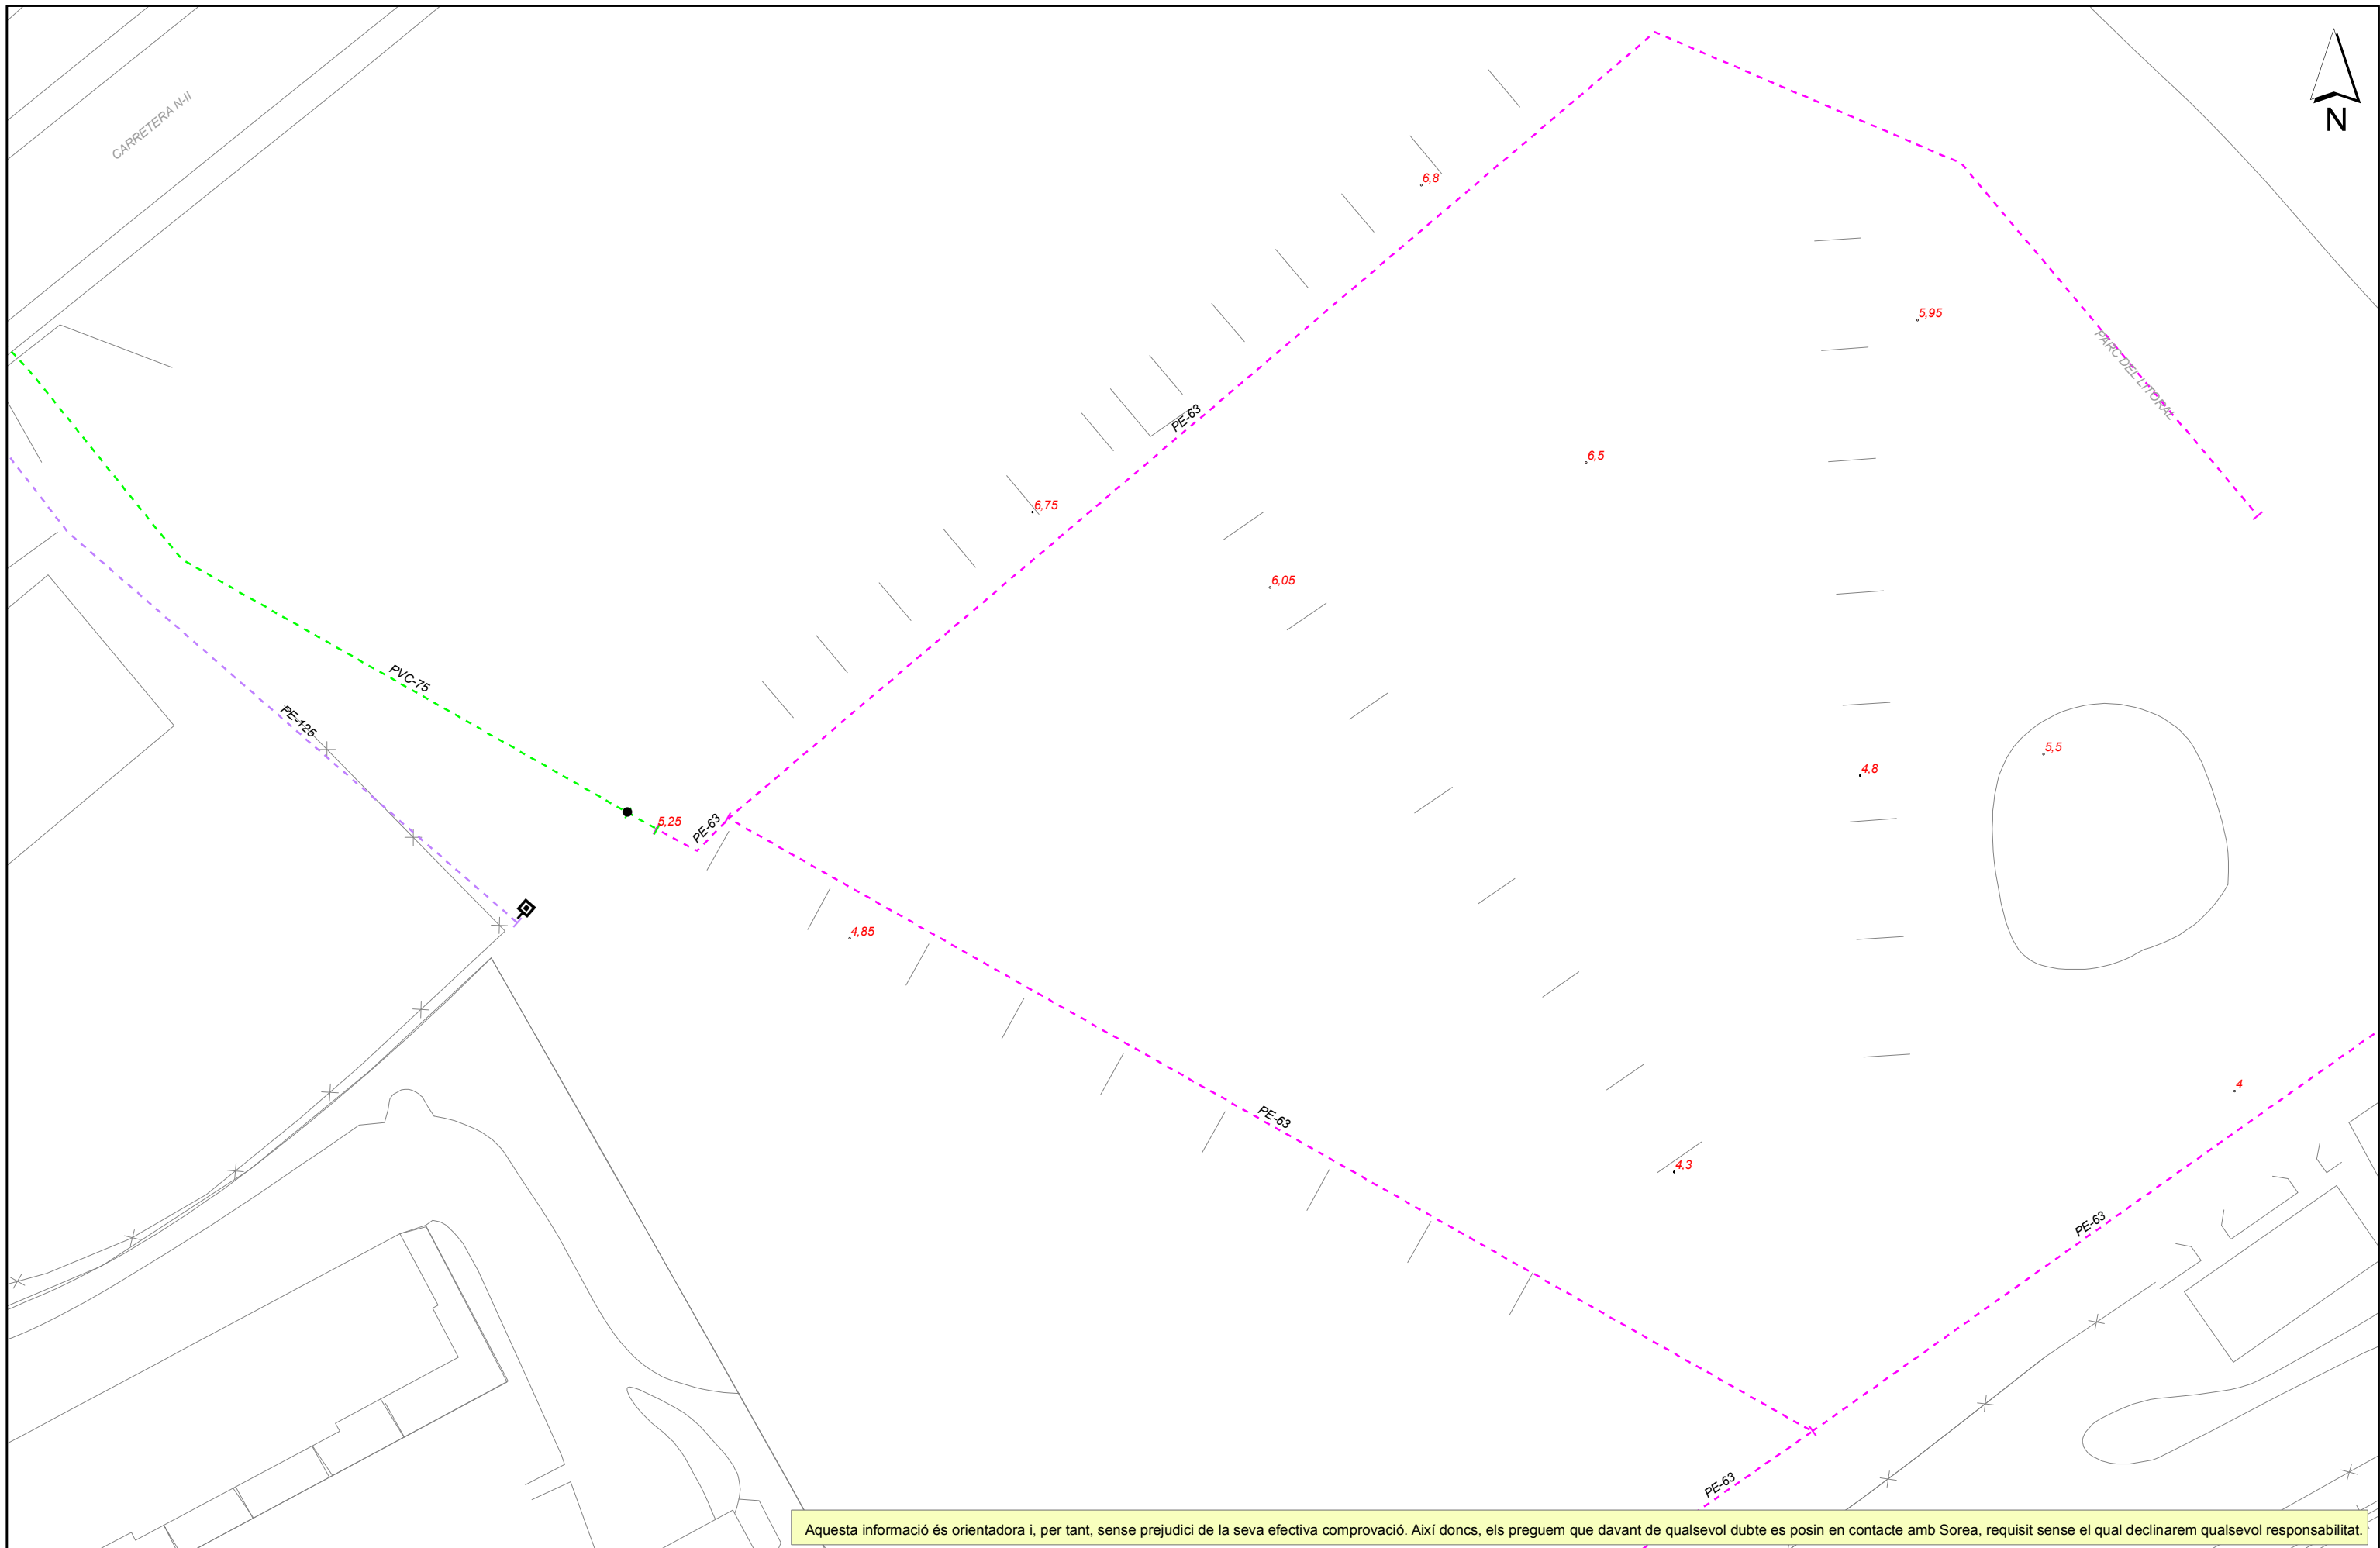 CARRETERA N-II
N
6,8
5,95
PARC DEL LITORAL
PE-63
6,5
6,75
6,05
PVC-75
PE-125
5,5
4,8
5,25
PE-63
4,85
4
PE-63
4,3
PE-63
PE-63
Aquesta informació és orientadora i, per tant, sense prejudici de la seva efectiva comprovació. Així doncs, els preguem que davant de qualsevol dubte es posin en contacte amb Sorea, requisit sense el qual declinarem qualsevol responsabilitat.